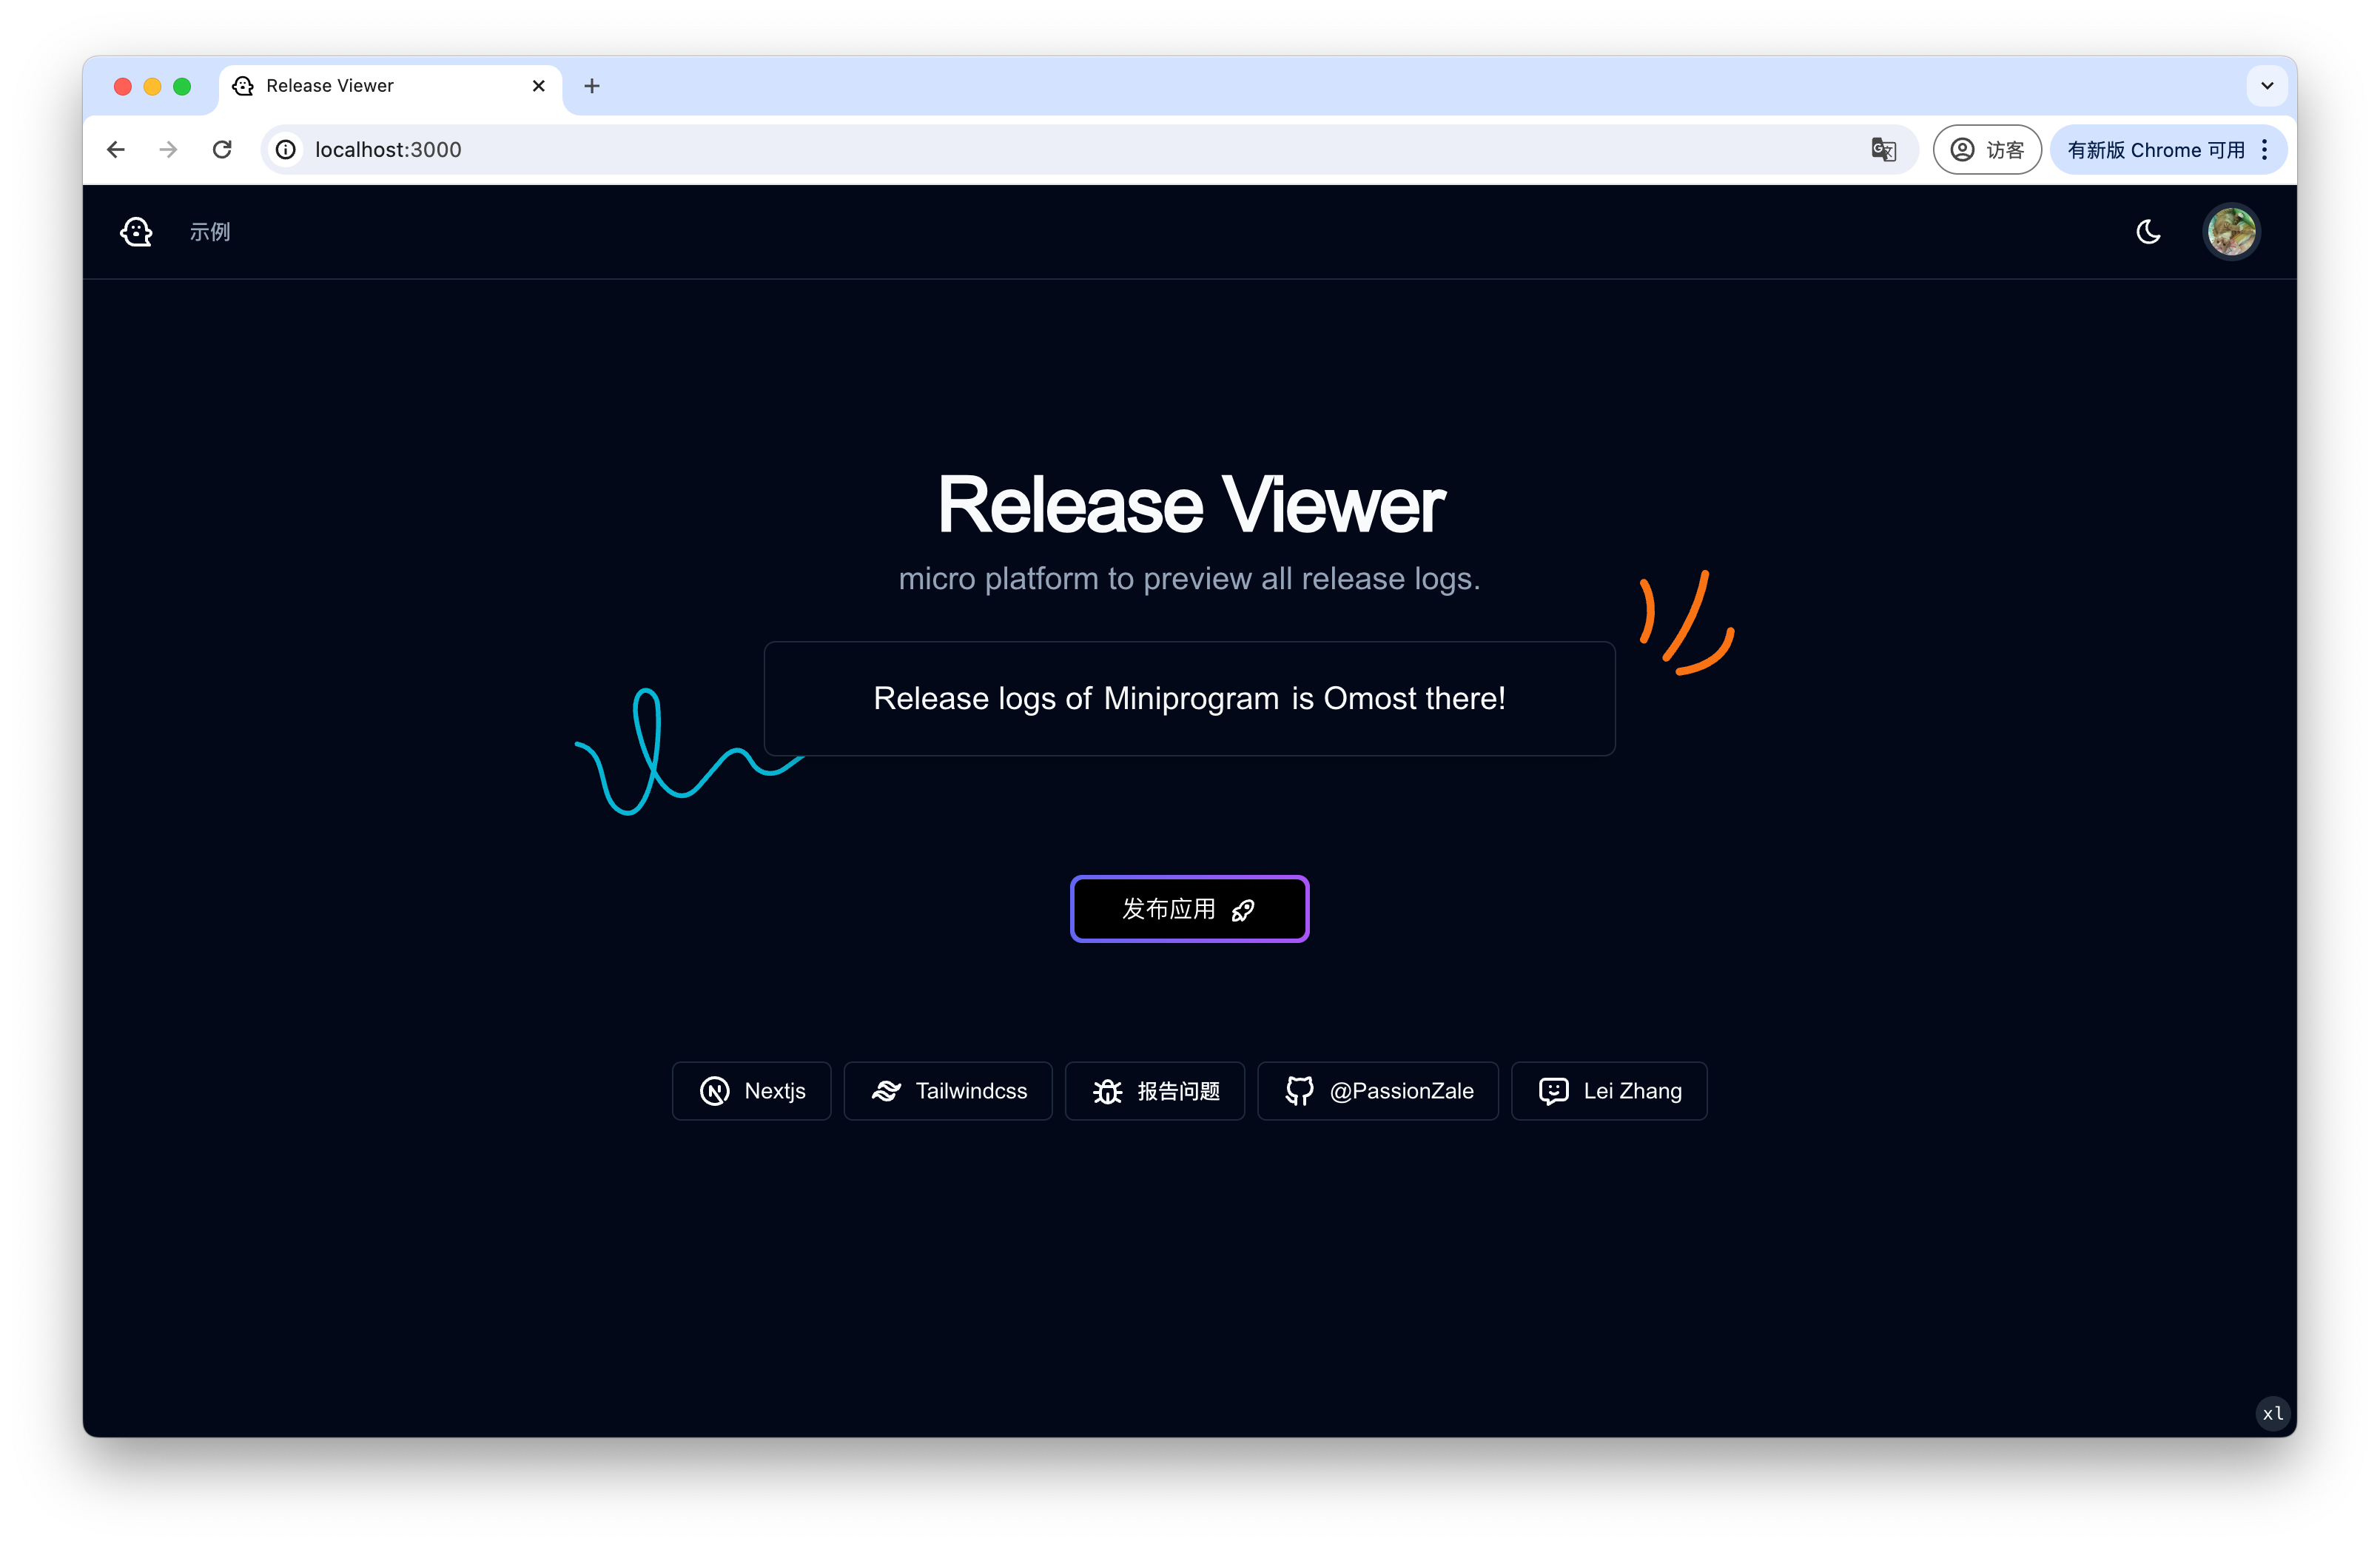 Release Viewer
localhost:3000
访客
有新版 Chrome 可用
示例
Release Viewer
micro platform to preview all release logs.
Release logs of Miniprogram is Omost there!
发布应用
Nextjs
Tailwindcss
报告问题
@PassionZale
Lei Zhang
xl